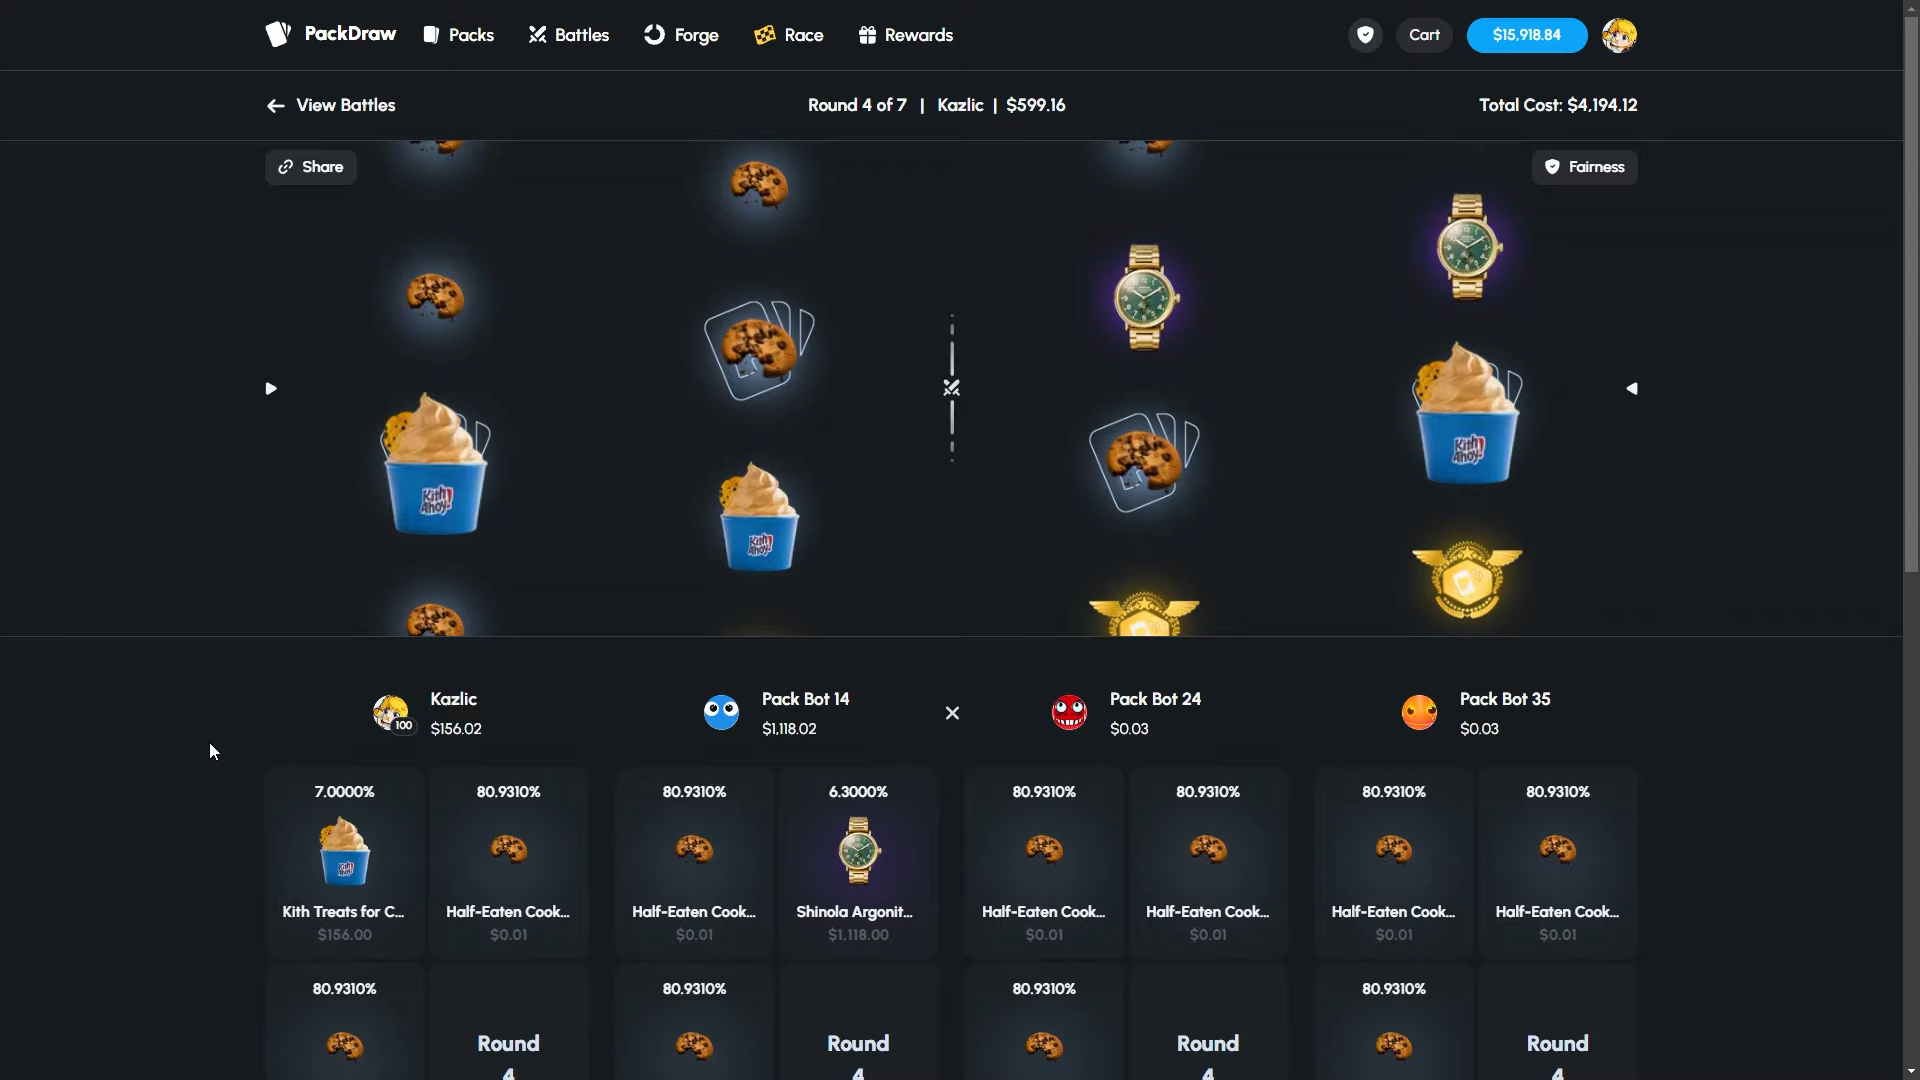 PackDraw Packs Battles Forge Race Rewards Cart $15,918.84
View Battles Round 4 of 7 | Kazlic | $599.16 Total Cost: $4,194.12
Share Fairness
Kith Ahoy!
Kith Ahoy!
Kith Ahoy!
Kazlic Pack Bot 14 Pack Bot 24 Pack Bot 35
100 $156.02 $1,118.02 $0.03 $0.03
7.0000% 80.9310% 80.9310% 6.3000% 80.9310% 80.9310% 80.9310% 80.9310%
Kith Treats for C... Half-Eaten Cook... Half-Eaten Cook... Shinola Argonit... Half-Eaten Cook... Half-Eaten Cook... Half-Eaten Cook... Half-Eaten Cook...
$156.00 $0.01 $0.01 $1,118.00 $0.01 $0.01 $0.01 $0.01
80.9310% 80.9310% 80.9310% 80.9310%
Round Round Round Round
4 4 4 4